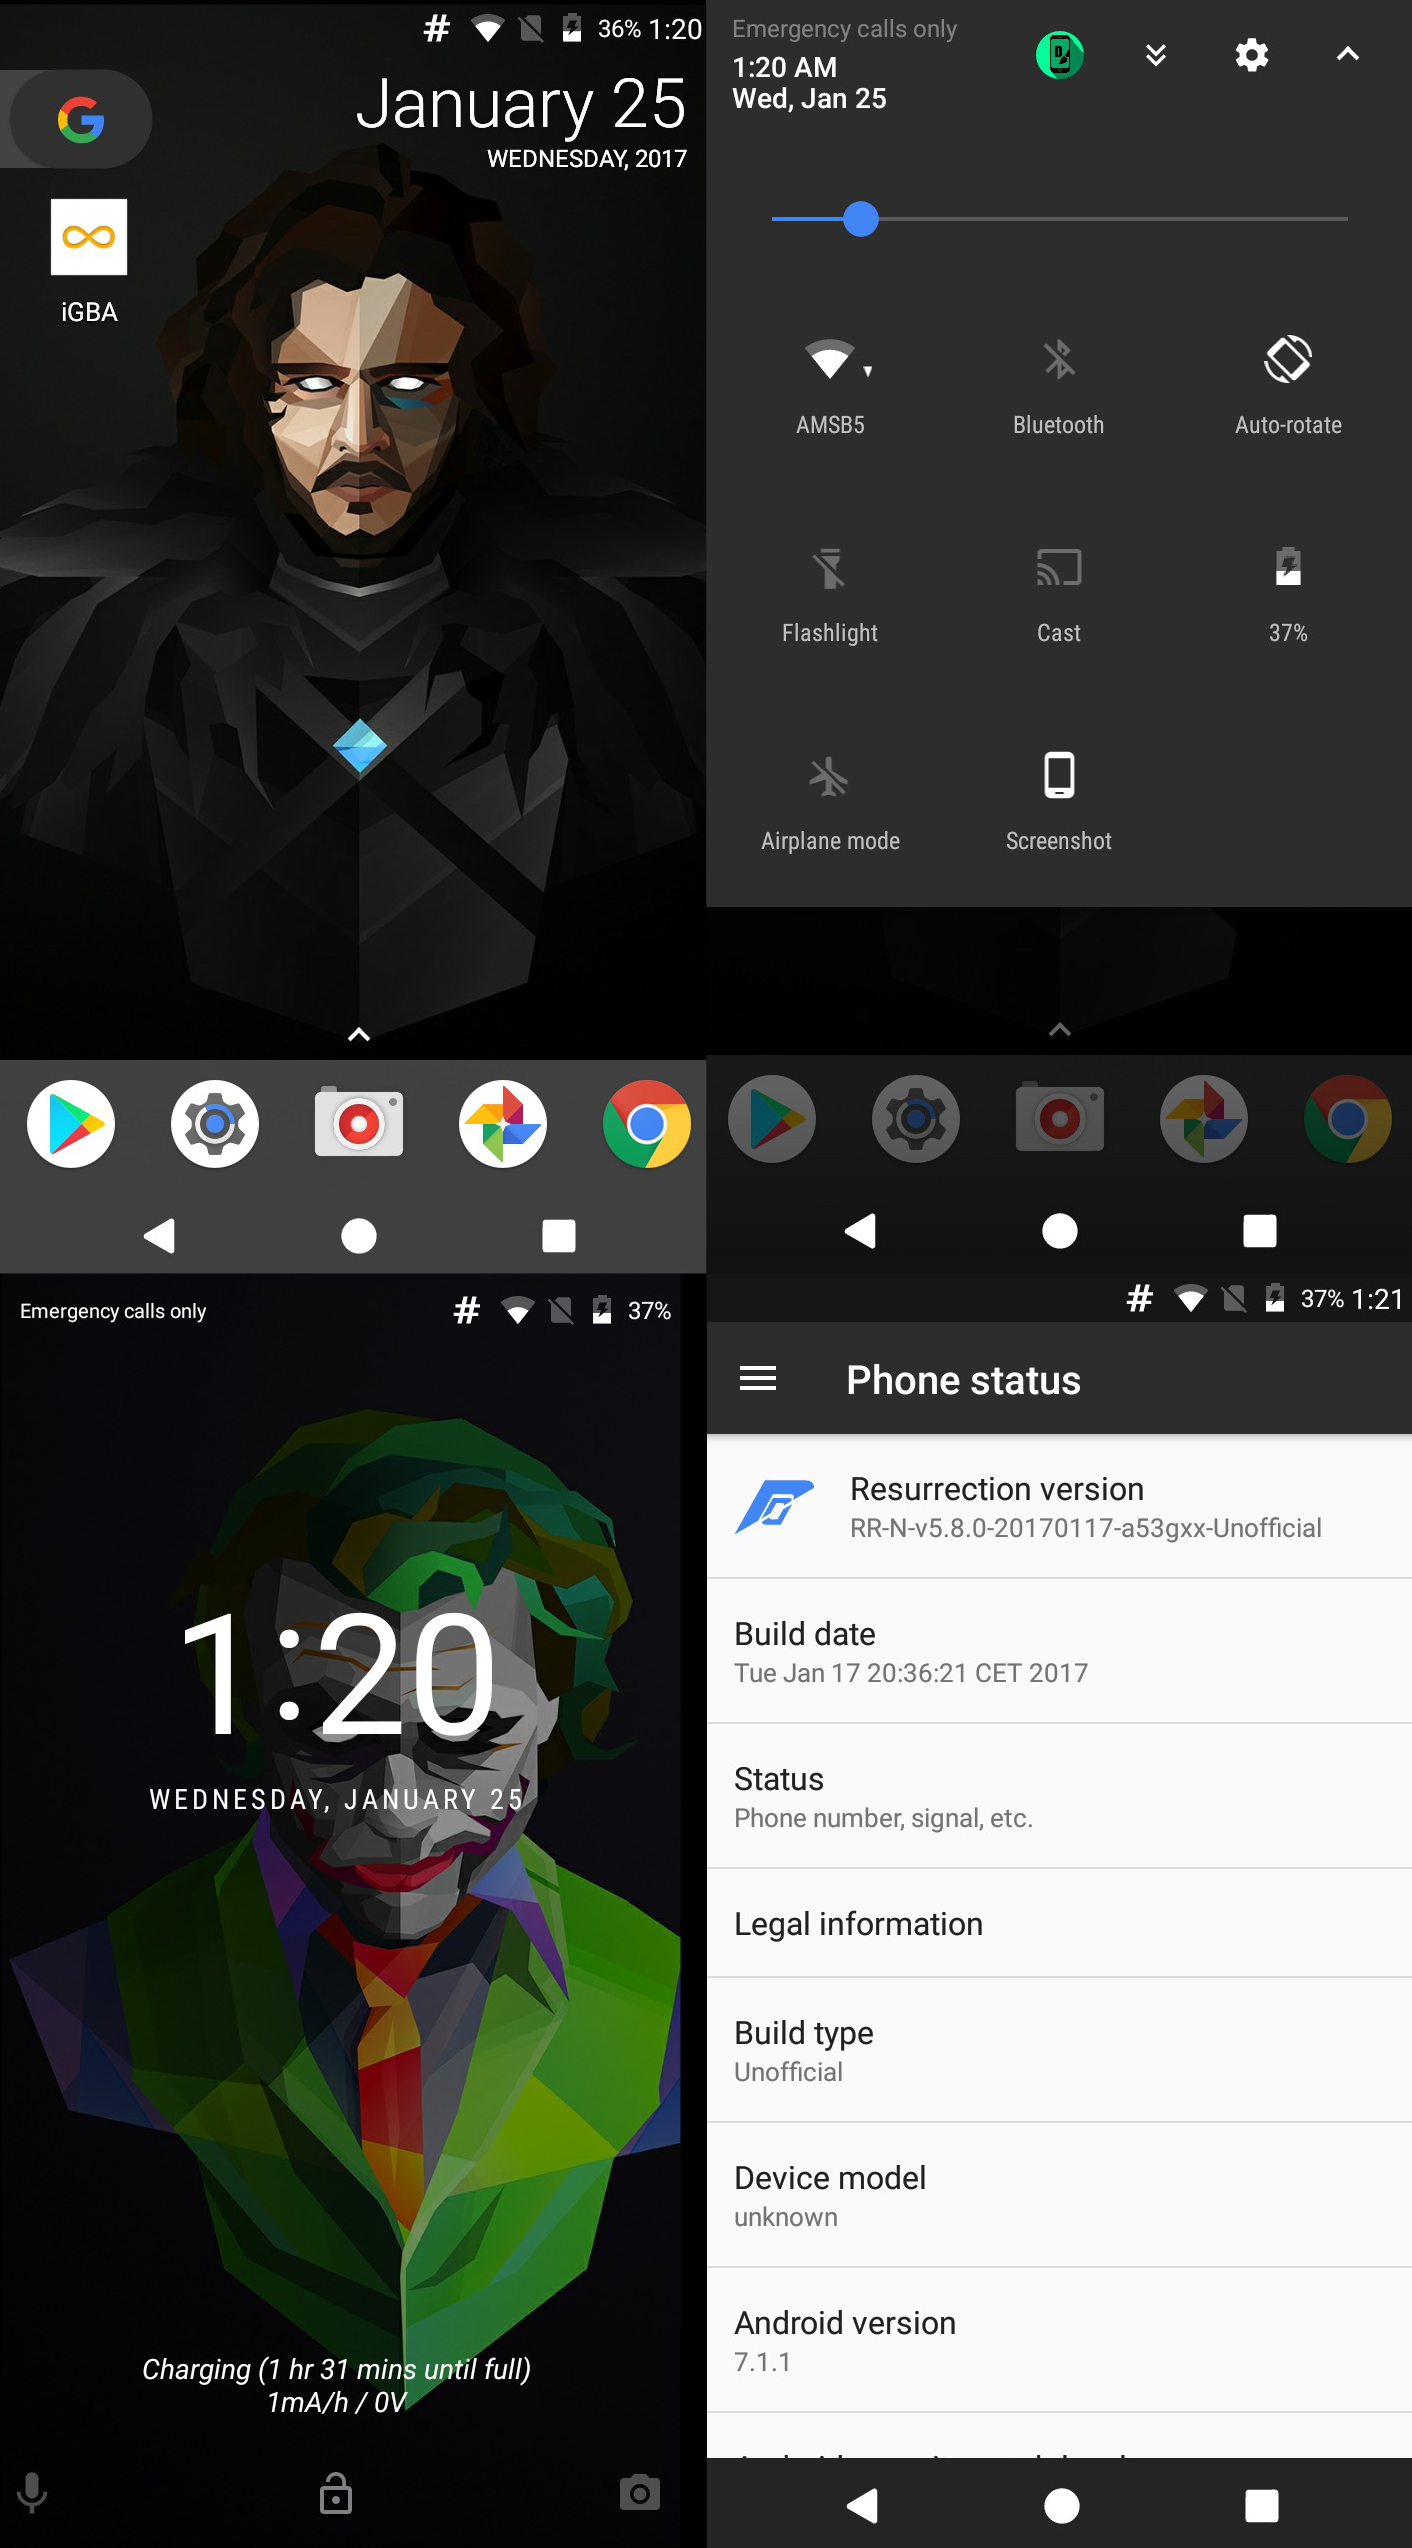 36% 1:20
January 25
WEDNESDAY, 2017
iGBA
Emergency calls only
1:20 AM
Wed, Jan 25
AMSB5
Bluetooth
Auto-rotate
Flashlight
Cast
37%
Airplane mode
Screenshot
Emergency calls only
37%
1:20
WEDNESDAY, JANUARY 25
Charging (1 hr 31 mins until full)
1mA/h / 0V
37% 1:21
Phone status
Resurrection version
RR-N-v5.8.0-20170117-a53gxx-Unofficial
Build date
Tue Jan 17 20:36:21 CET 2017
Status
Phone number, signal, etc.
Legal information
Build type
Unofficial
Device model
unknown
Android version
7.1.1